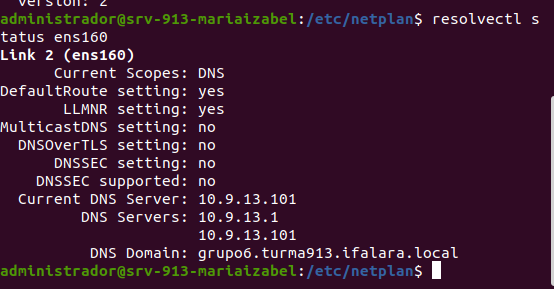 version: 2
administrador@srv-913-mariaizabel:/etc/netplan$ resolvectl s
tatus ens160
Link 2 (ens160)
Current Scopes: DNS
DefaultRoute setting: yes
LLMNR setting: yes
MulticastDNS setting: no
DNSOverTLS setting: no
DNSSEC setting: no
DNSSEC supported: no
Current DNS Server: 10.9.13.101
DNS Servers: 10.9.13.1
10.9.13.101
DNS Domain: grupo6.turma913.ifalara.local
administrador@srv-913-mariaizabel:/etc/netplan$